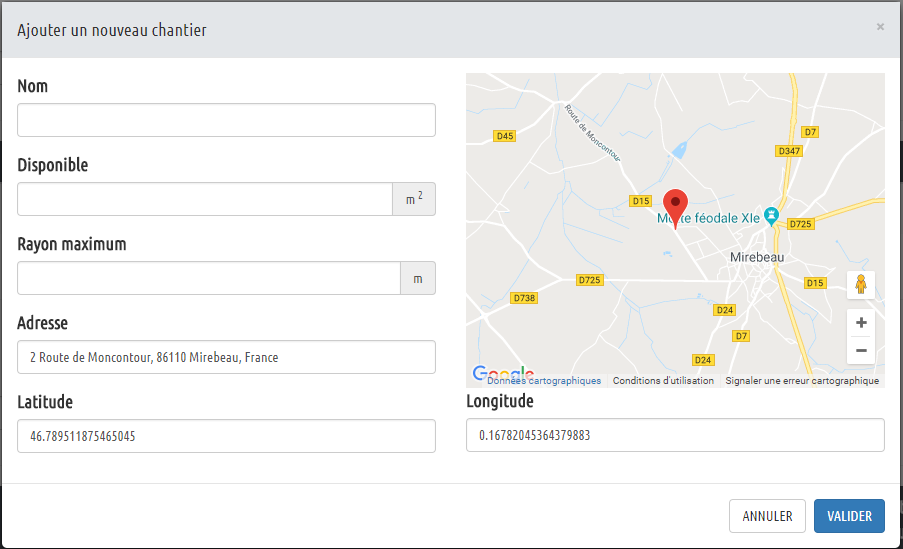 Ajouter un nouveau chantier
×
Nom
Disponible
m 2
Rayon maximum
m
Adresse
2 Route de Moncontour, 86110 Mirebeau, France
Latitude
46.789511875465045
Route de Moncontour
D45
D7
D347
D15
Motte féodale XIe
D725
Mirebeau
D725
D15
D738
D24
D7
D24
+
−
Google
Données cartographiques
Conditions d'utilisation
Signaler une erreur cartographique
Longitude
0.16782045364379883
ANNULER
VALIDER